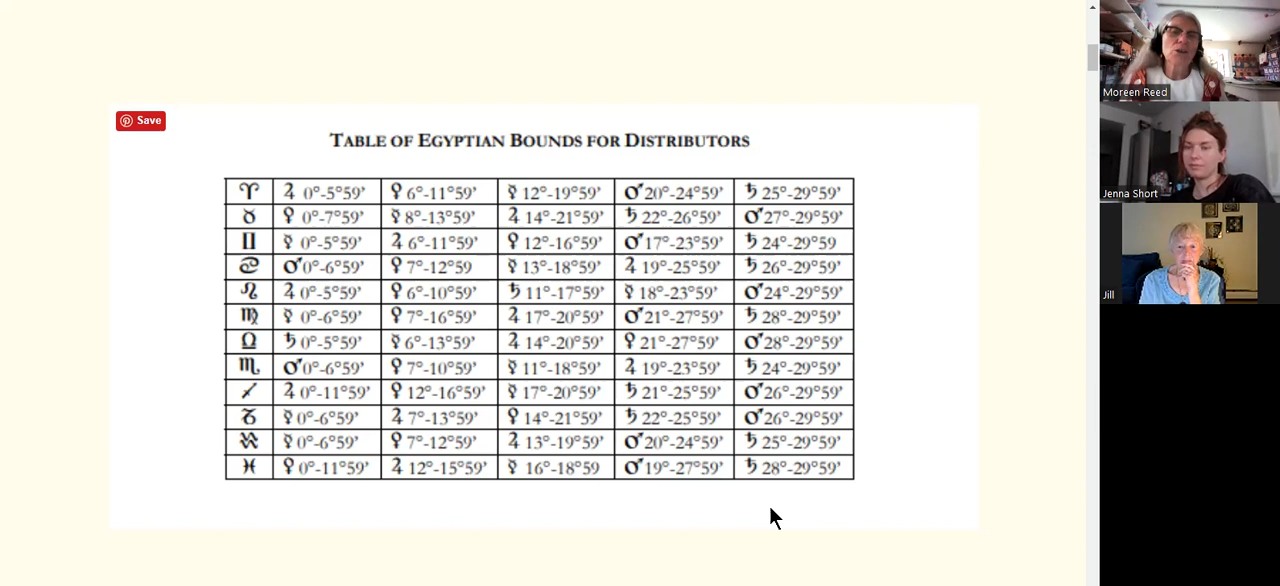 Save
TABLE OF EGYPTIAN BOUNDS FOR DISTRIBUTORS
♈ ♃ 0°-5°59' ♀ 6°-11°59' ☿ 12°-19°59' ♂ 20°-24°59' ♄ 25°-29°59'
♉ ♀ 0°-7°59' ☿ 8°-13°59' ♃ 14°-21°59' ♄ 22°-26°59' ♂ 27°-29°59'
♊ ☿ 0°-5°59' ♃ 6°-11°59' ♀ 12°-16°59' ♂ 17°-23°59' ♄ 24°-29°59
♋ ♂ 0°-6°59' ♀ 7°-12°59 ☿ 13°-18°59' ♃ 19°-25°59' ♄ 26°-29°59'
♌ ♃ 0°-5°59' ♀ 6°-10°59' ♄ 11°-17°59' ☿ 18°-23°59' ♂ 24°-29°59'
♍ ☿ 0°-6°59' ♀ 7°-16°59' ♃ 17°-20°59' ♂ 21°-27°59' ♄ 28°-29°59'
♎ ♄ 0°-5°59' ☿ 6°-13°59' ♃ 14°-20°59' ♀ 21°-27°59' ♂ 28°-29°59'
♏ ♂ 0°-6°59' ♀ 7°-10°59' ☿ 11°-18°59' ♃ 19°-23°59' ♄ 24°-29°59'
♐ ♃ 0°-11°59' ♀ 12°-16°59' ☿ 17°-20°59' ♄ 21°-25°59' ♂ 26°-29°59'
♑ ☿ 0°-6°59' ♃ 7°-13°59' ♀ 14°-21°59' ♄ 22°-25°59' ♂ 26°-29°59'
♒ ☿ 0°-6°59' ♀ 7°-12°59' ♃ 13°-19°59' ♂ 20°-24°59' ♄ 25°-29°59'
♓ ♀ 0°-11°59' ♃ 12°-15°59' ☿ 16°-18°59 ♂ 19°-27°59' ♄ 28°-29°59'
Moreen Reed
Jenna Short
Jill